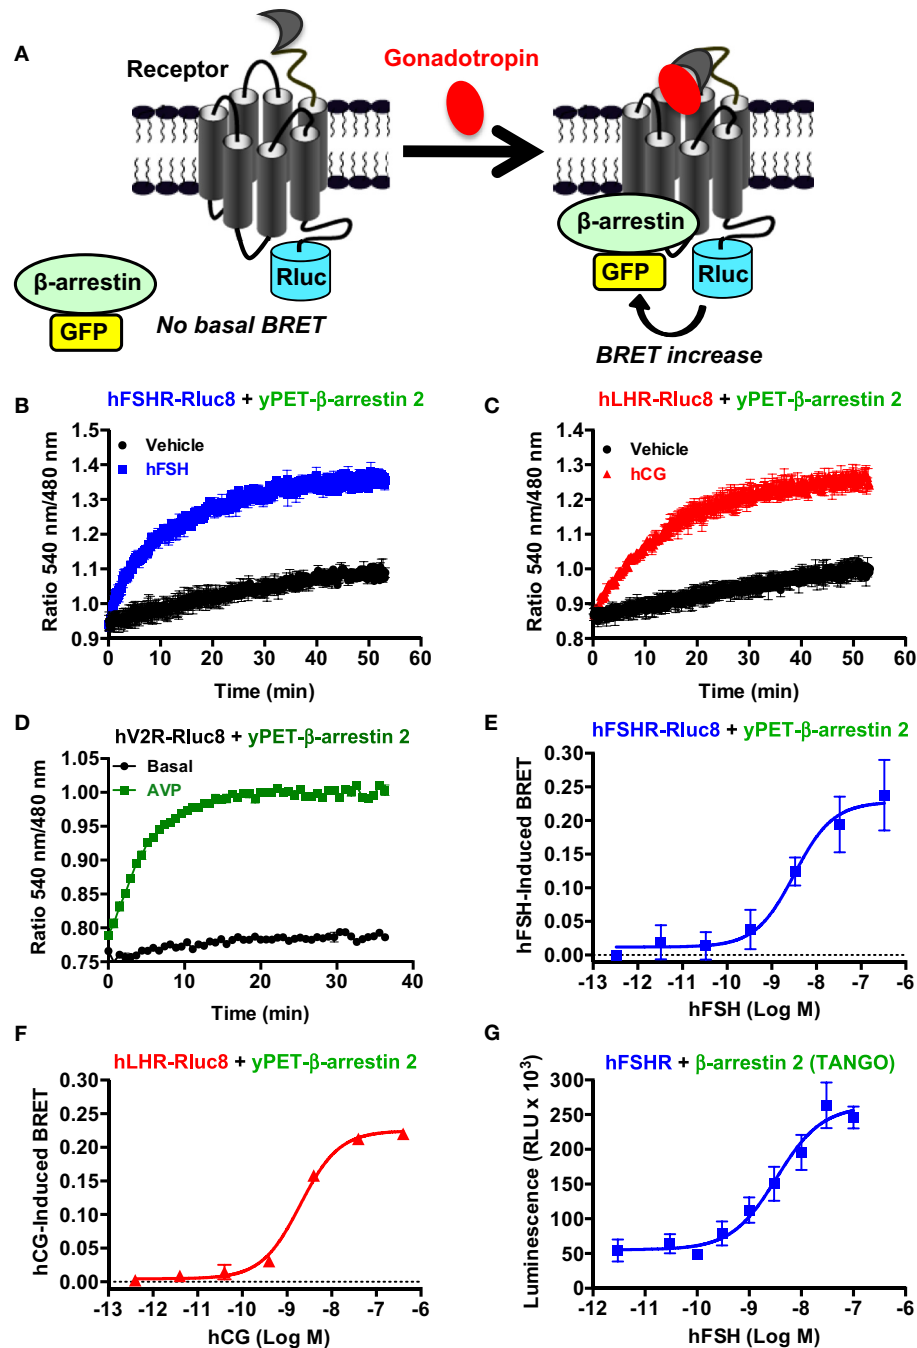 A
Receptor
Gonadotropin
β-arrestin
GFP
Rluc
No basal BRET
β-arrestin
GFP
Rluc
BRET increase
B
hFSHR-Rluc8 + yPET-β-arrestin 2
Ratio 540 nm/480 nm
1.5
1.4
1.3
1.2
1.1
1.0
0.9
Vehicle
hFSH
0 10 20 30 40 50 60
Time (min)
C
hLHR-Rluc8 + yPET-β-arrestin 2
Ratio 540 nm/480 nm
1.4
1.3
1.2
1.1
1.0
0.9
0.8
Vehicle
hCG
0 10 20 30 40 50 60
Time (min)
D
hV2R-Rluc8 + yPET-β-arrestin 2
Ratio 540 nm/480 nm
1.05
1.00
0.95
0.90
0.85
0.80
0.75
Basal
AVP
0 10 20 30 40
Time (min)
E
hFSHR-Rluc8 + yPET-β-arrestin 2
hFSH-Induced BRET
0.30
0.25
0.20
0.15
0.10
0.05
0.00
-13 -12 -11 -10 -9 -8 -7 -6
hFSH (Log M)
F
hLHR-Rluc8 + yPET-β-arrestin 2
hCG-Induced BRET
0.30
0.25
0.20
0.15
0.10
0.05
0.00
-13 -12 -11 -10 -9 -8 -7 -6
hCG (Log M)
G
hFSHR + β-arrestin 2 (TANGO)
Luminescence (RLU x 10³)
300
250
200
150
100
50
0
-12 -11 -10 -9 -8 -7 -6
hFSH (Log M)